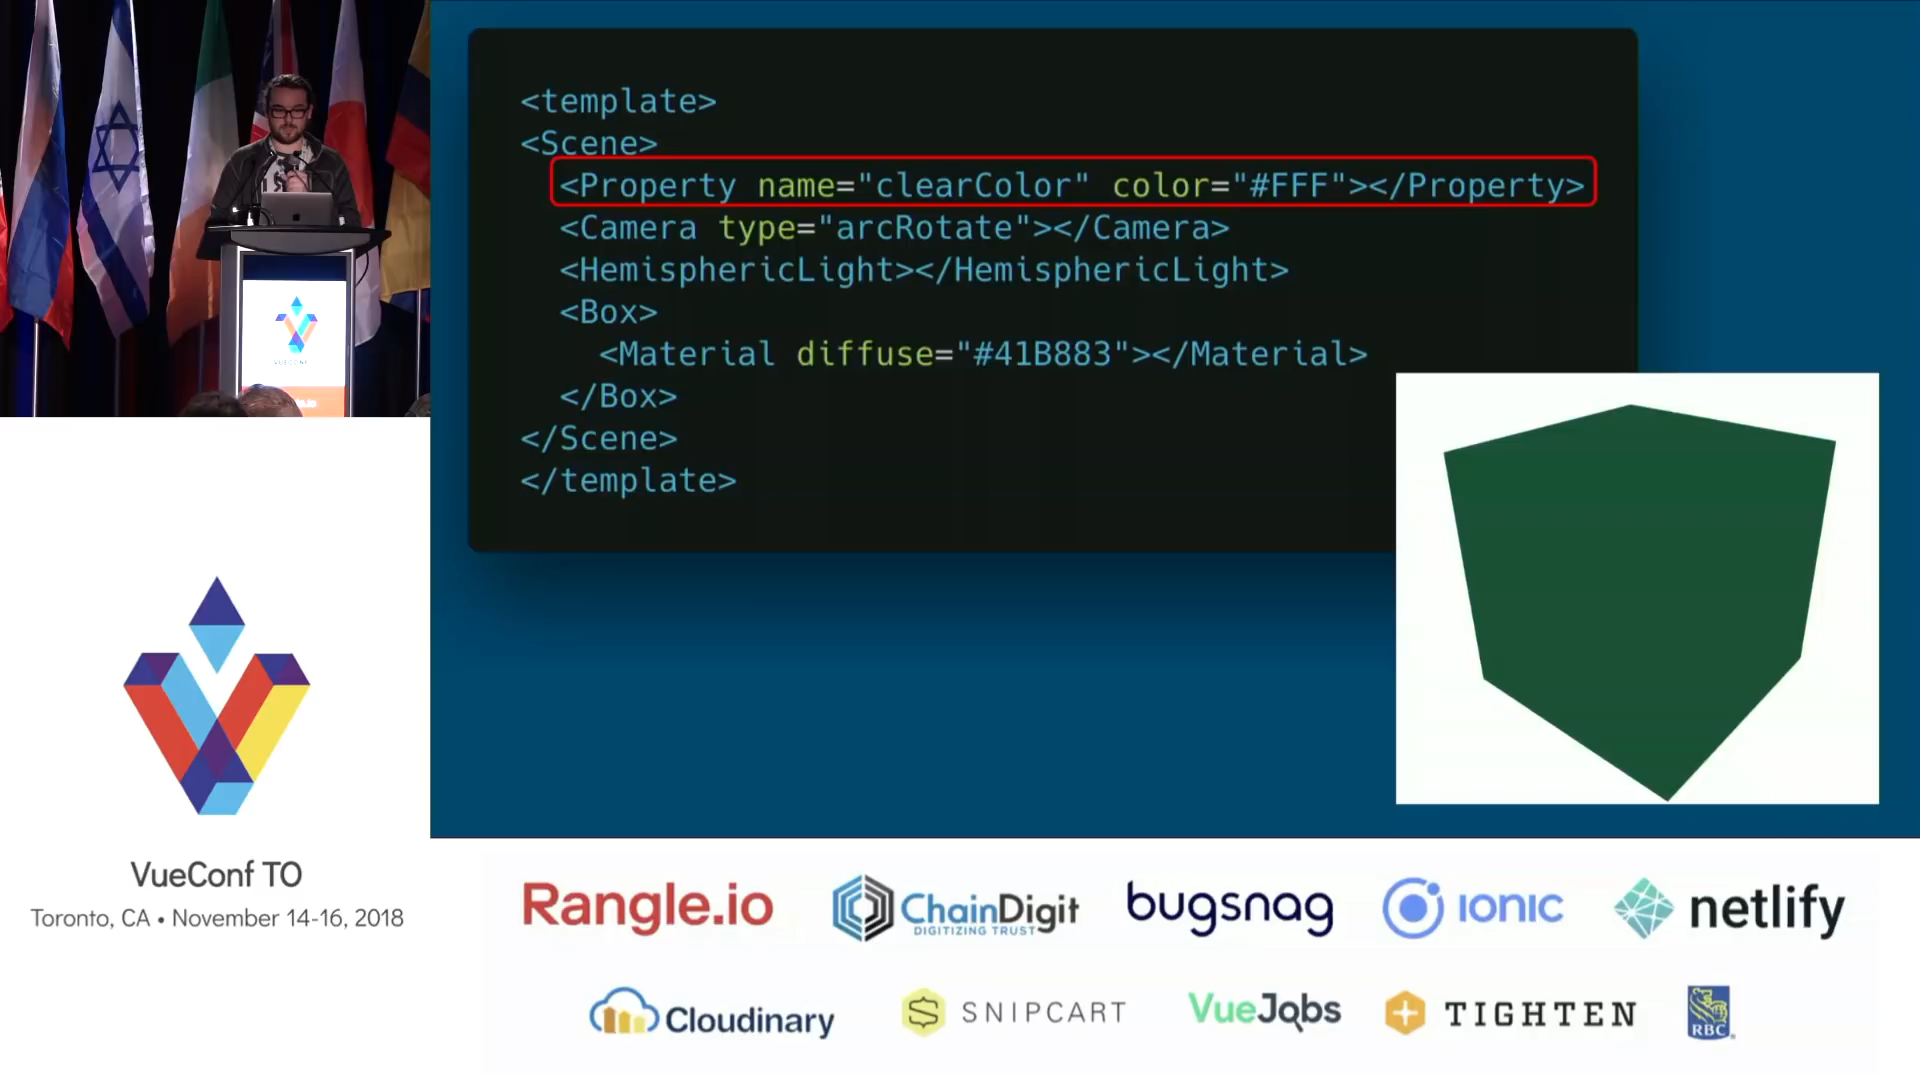 <template>
<Scene>
<Property name="clearColor" color="#FFF"></Property>
<Camera type="arcRotate"></Camera>
<HemisphericLight></HemisphericLight>
<Box>
<Material diffuse="#41B883"></Material>
</Box>
</Scene>
</template>
VueConf TO
Toronto, CA • November 14-16, 2018
Rangle.io
ChainDigit
DIGITIZING TRUST
bugsnag
IONIC
netlify
Cloudinary
SNIPCART
VueJobs
TIGHTEN
RBC